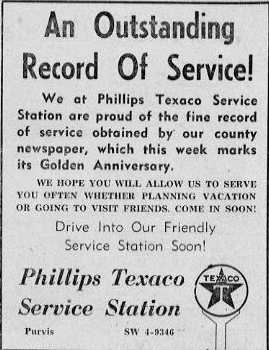 An Outstanding
Record Of Service!
We at Phillips Texaco Service
Station are proud of the fine record
of service obtained by our county
newspaper, which this week marks
its Golden Anniversary.
WE HOPE YOU WILL ALLOW US TO SERVE
YOU OFTEN WHETHER PLANNING VACATION
OR GOING TO VISIT FRIENDS. COME IN SOON!
Drive Into Our Friendly
Service Station Soon!
Phillips Texaco
Service Station
TEXACO
Purvis SW 4-9346